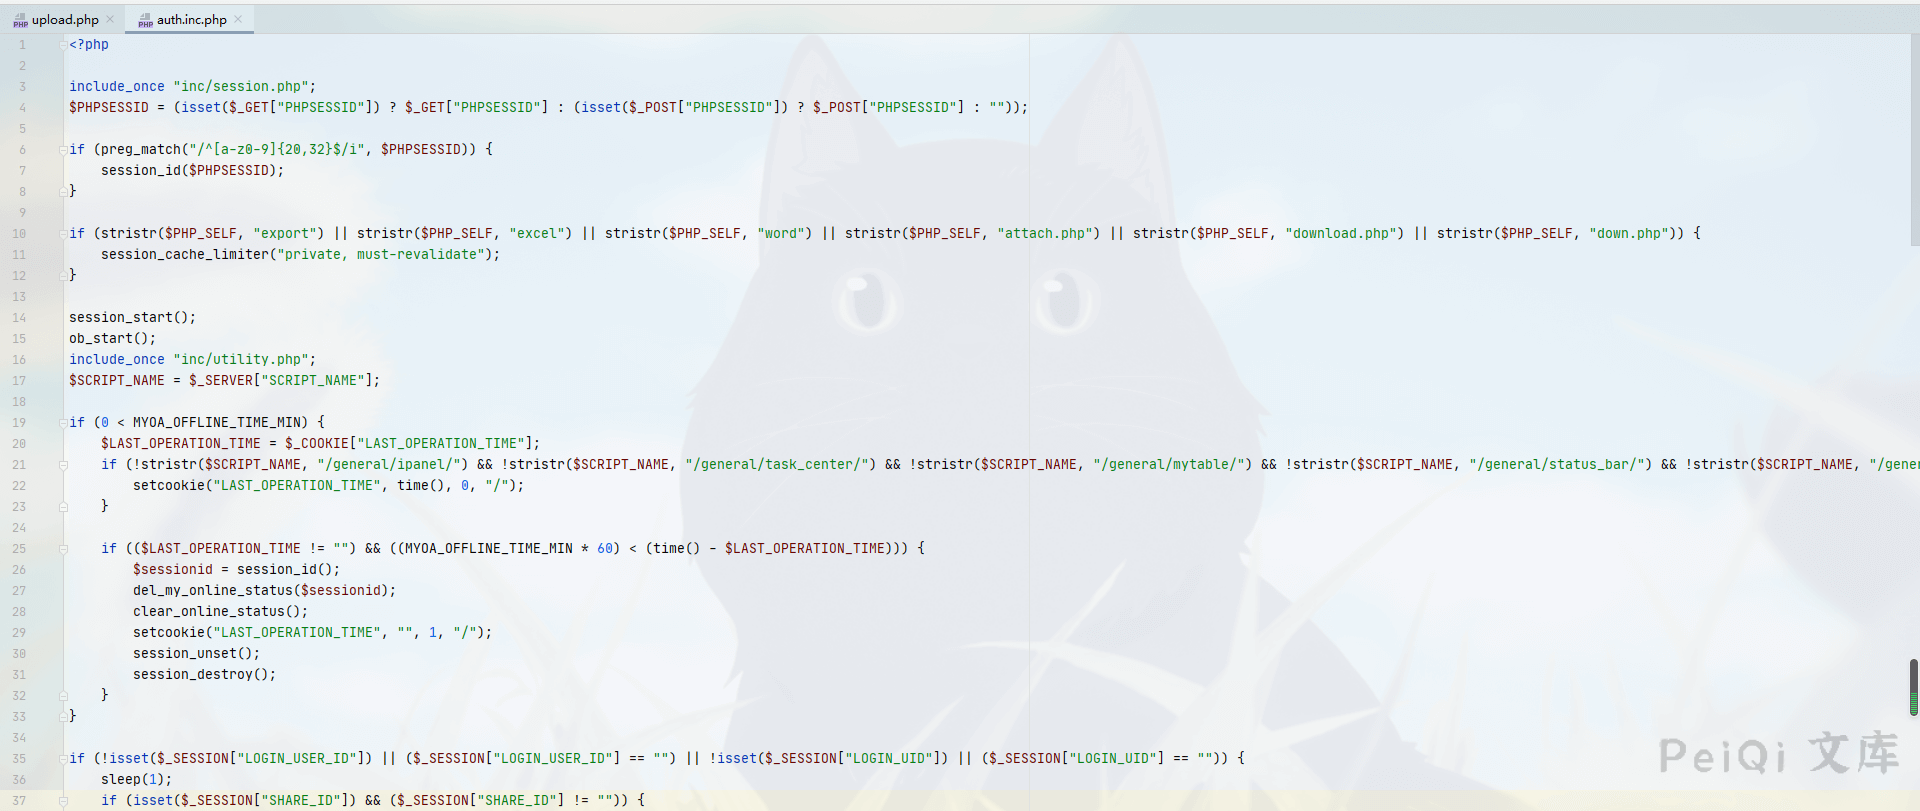 upload.php auth.inc.php
1 <?php
2
3 include_once "inc/session.php";
4 $PHPSESSID = (isset($_GET["PHPSESSID"]) ? $_GET["PHPSESSID"] : (isset($_POST["PHPSESSID"]) ? $_POST["PHPSESSID"] : ""));
5
6 if (preg_match("/^[a-z0-9]{20,32}$/i", $PHPSESSID)) {
7     session_id($PHPSESSID);
8 }
9
10 if (stristr($PHP_SELF, "export") || stristr($PHP_SELF, "excel") || stristr($PHP_SELF, "word") || stristr($PHP_SELF, "attach.php") || stristr($PHP_SELF, "download.php") || stristr($PHP_SELF, "down.php")) {
11     session_cache_limiter("private, must-revalidate");
12 }
13
14 session_start();
15 ob_start();
16 include_once "inc/utility.php";
17 $SCRIPT_NAME = $_SERVER["SCRIPT_NAME"];
18
19 if (0 < MYOA_OFFLINE_TIME_MIN) {
20     $LAST_OPERATION_TIME = $_COOKIE["LAST_OPERATION_TIME"];
21     if (!stristr($SCRIPT_NAME, "/general/ipanel/") && !stristr($SCRIPT_NAME, "/general/task_center/") && !stristr($SCRIPT_NAME, "/general/mytable/") && !stristr($SCRIPT_NAME, "/general/status_bar/") && !stristr($SCRIPT_NAME, "/gener
22         setcookie("LAST_OPERATION_TIME", time(), 0, "/");
23     }
24
25     if (($LAST_OPERATION_TIME != "") && ((MYOA_OFFLINE_TIME_MIN * 60) < (time() - $LAST_OPERATION_TIME))) {
26         $sessionid = session_id();
27         del_my_online_status($sessionid);
28         clear_online_status();
29         setcookie("LAST_OPERATION_TIME", "", 1, "/");
30         session_unset();
31         session_destroy();
32     }
33 }
34
35 if (!isset($_SESSION["LOGIN_USER_ID"]) || ($_SESSION["LOGIN_USER_ID"] == "") || !isset($_SESSION["LOGIN_UID"]) || ($_SESSION["LOGIN_UID"] == "")) {
36     sleep(1);
37     if (isset($_SESSION["SHARE_ID"]) && ($_SESSION["SHARE_ID"] != "")) {
PeiQi 文库